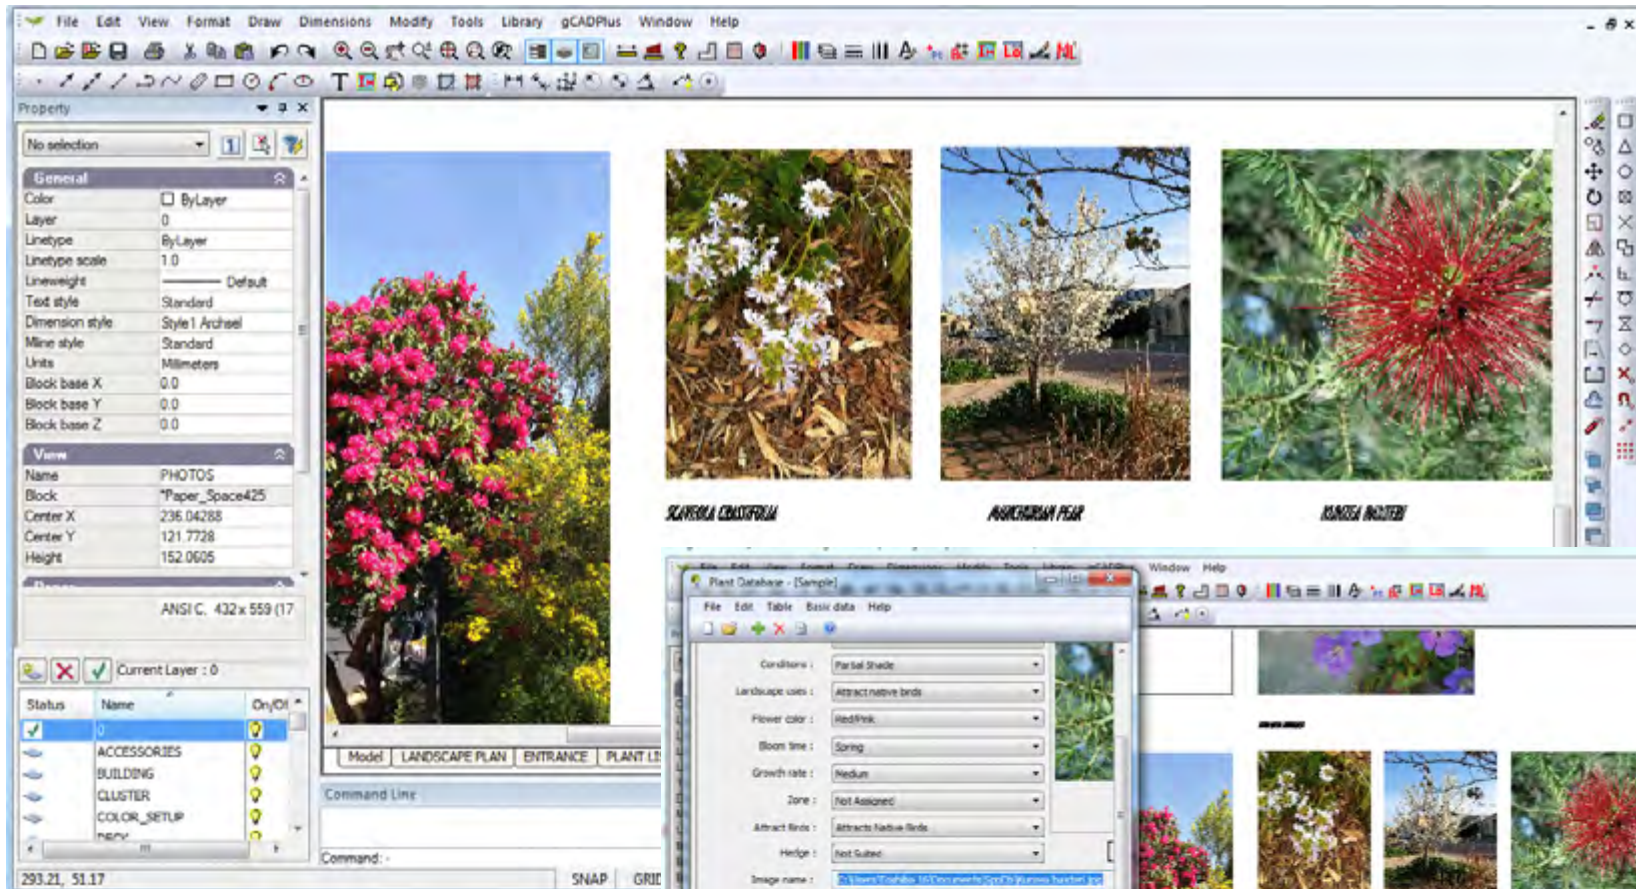 File Edit View Format Draw Dimensions Modify Tools Library gCADPlus Window Help
Property
No selection
General
Color ByLayer
Layer 0
Linetype ByLayer
Linetype scale 1.0
Lineweight Default
Text style Standard
Dimension style Style1 Archsel
Mline style Standard
Units Millimeters
Block base X 0.0
Block base Y 0.0
Block base Z 0.0
View
Name PHOTOS
Block *Paper_Space425
Center X 236.04288
Center Y 121.7728
Height 152.0605
ANSI C, 432 x 559 (17
Current Layer : 0
Status Name On/Of
0
ACCESSORIES
BUILDING
CLUSTER
COLOR_SETUP
DECK
293.21, 51.17
SNAP GRID
MANCHURIAN PEAR
Model LANDSCAPE PLAN ENTRANCE PLANT LI
Command Line
Command: -
Window Help
Plant Database - [Sample]
File Edit Table Basic data Help
Conditions : Partial Shade
Landscape uses : Attract native birds
Flower color : Red/Pink
Bloom time : Spring
Growth rate : Medium
Zone : Not Assigned
Attract Birds : Attracts Native Birds
Hedge : Not Suited
Image name :